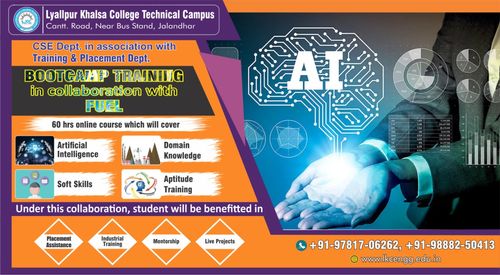 Lyallpur Khalsa College Technical Campus
Cantt. Road, Near Bus Stand, Jalandhar
CSE Dept. in association with
Training & Placement Dept.
BOOTCAMP TRAINING
in collaboration with
FUEL
60 hrs online course which will cover
Artificial
Intelligence
Domain
Knowledge
Soft Skills
Aptitude
Training
Under this collaboration, student will be benefitted in
Placement
Assistance
Industrial
Training
Mentorship
Live Projects
AI
+91-97817-06262, +91-98882-50413
www.lkcengg.edu.in